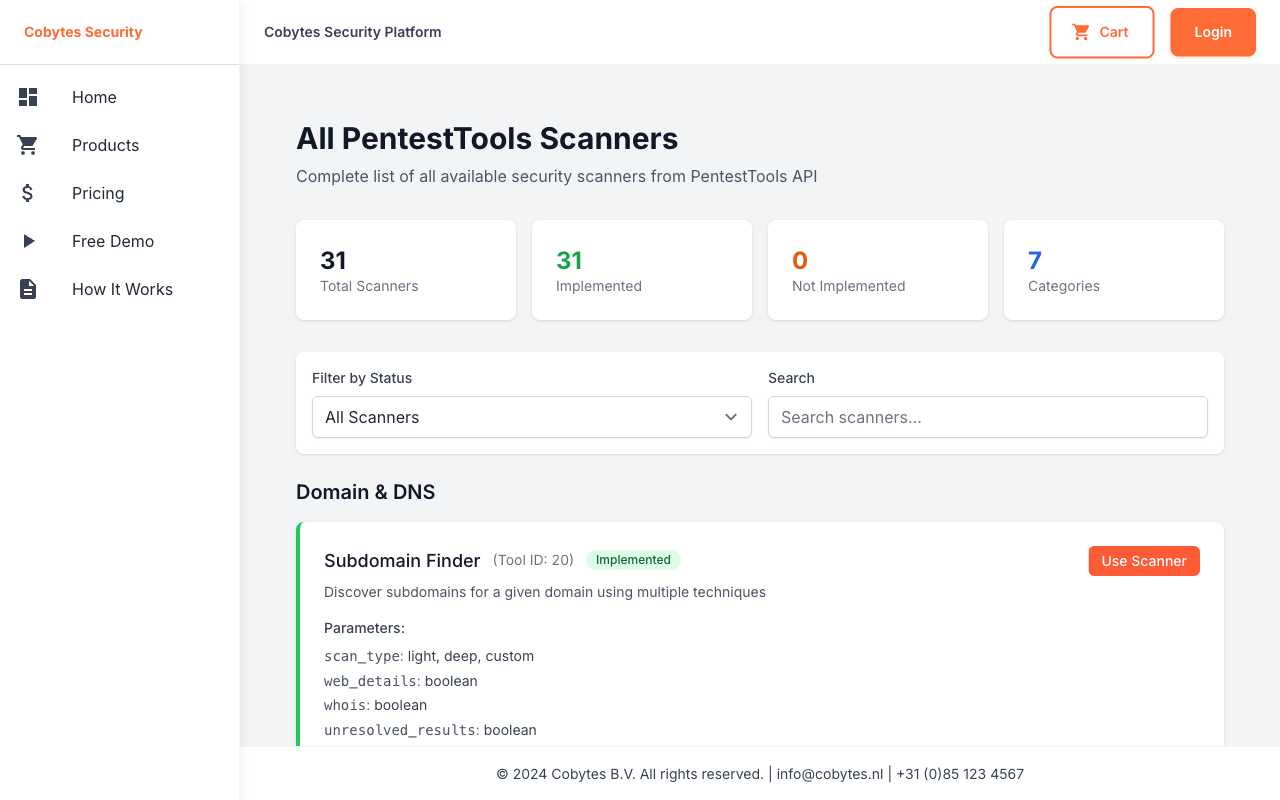 Cobytes Security
Cobytes Security Platform
Cart
Login
Home
Products
Pricing
Free Demo
How It Works
All PentestTools Scanners
Complete list of all available security scanners from PentestTools API
31
Total Scanners
31
Implemented
0
Not Implemented
7
Categories
Filter by Status
All Scanners
Search
Search scanners...
Domain & DNS
Subdomain Finder (Tool ID: 20) Implemented
Use Scanner
Discover subdomains for a given domain using multiple techniques
Parameters:
scan_type: light, deep, custom
web_details: boolean
whois: boolean
unresolved_results: boolean
© 2024 Cobytes B.V. All rights reserved. | info@cobytes.nl | +31 (0)85 123 4567